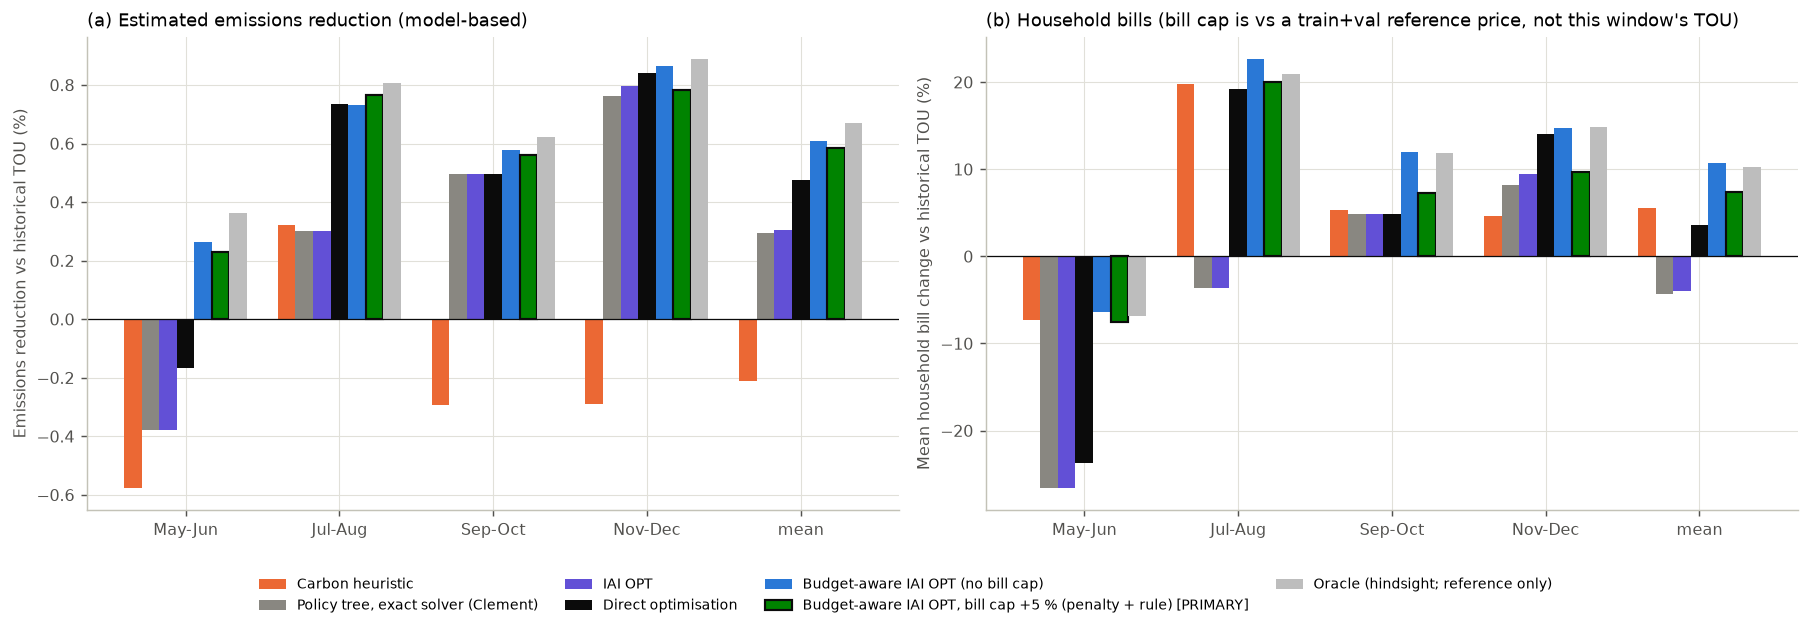 (a) Estimated emissions reduction (model-based)
Emissions reduction vs historical TOU (%)
0.8
0.6
0.4
0.2
0.0
−0.2
−0.4
−0.6
May-Jun
Jul-Aug
Sep-Oct
Nov-Dec
mean
(b) Household bills (bill cap is vs a train+val reference price, not this window's TOU)
Mean household bill change vs historical TOU (%)
20
10
0
−10
−20
May-Jun
Jul-Aug
Sep-Oct
Nov-Dec
mean
Carbon heuristic
Policy tree, exact solver (Clement)
IAI OPT
Direct optimisation
Budget-aware IAI OPT (no bill cap)
Budget-aware IAI OPT, bill cap +5 % (penalty + rule) [PRIMARY]
Oracle (hindsight; reference only)